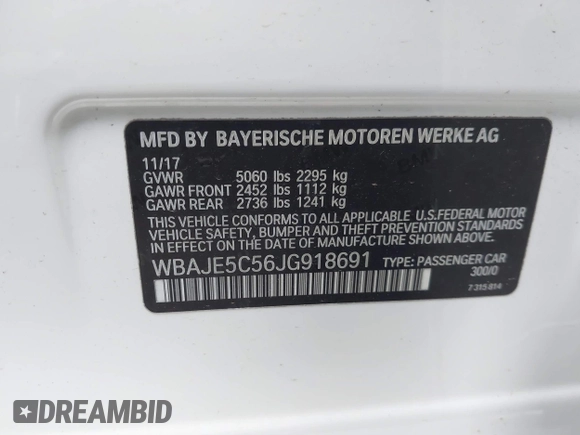 MFD BY BAYERISCHE MOTOREN WERKE AG
11/17
GVWR 5060 lbs 2295 kg
GAWR FRONT 2452 lbs 1112 kg
GAWR REAR 2736 lbs 1241 kg
THIS VEHICLE CONFORMS TO ALL APPLICABLE U.S.FEDERAL MOTOR
VEHICLE SAFETY, BUMPER AND THEFT PREVENTION STANDARDS
IN EFFECT ON THE DATE OF MANUFACTURE SHOWN ABOVE.
WBAJE5C56JG918691 TYPE: PASSENGER CAR
300/0
7 315 814
DREAMBID